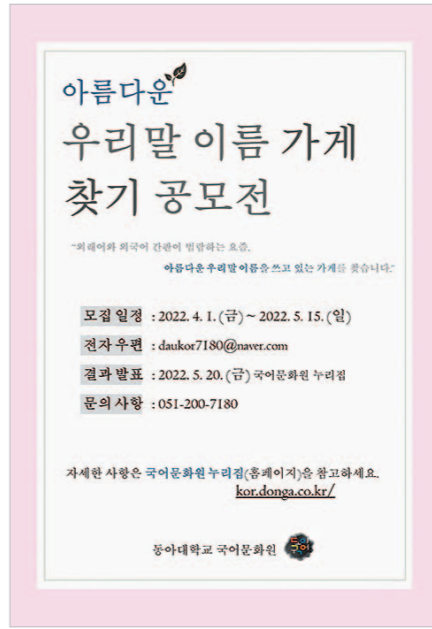 아름다운
우리말 이름 가게
찾기 공모전
"외래어와 외국어 간판이 범람하는 요즘,
아름다운 우리말 이름을 쓰고 있는 가게를 찾습니다."
모집 일정 : 2022. 4. 1. (금) ~ 2022. 5. 15. (일)
전자 우편 : daukor7180@naver.com
결과 발표 : 2022. 5. 20. (금) 국어문화원 누리집
문의 사항 : 051-200-7180
자세한 사항은 국어문화원 누리집(홈페이지)을 참고하세요.
kor.donga.co.kr/
동아대학교 국어문화원 동아 국어